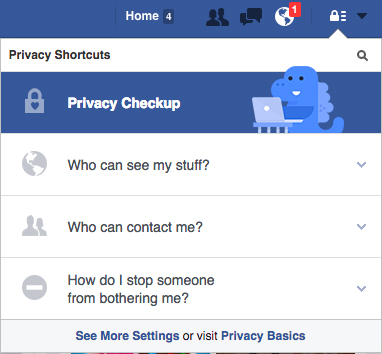 Home 4
1
Privacy Shortcuts
Privacy Checkup
Who can see my stuff?
Who can contact me?
How do I stop someone
from bothering me?
See More Settings or visit Privacy Basics